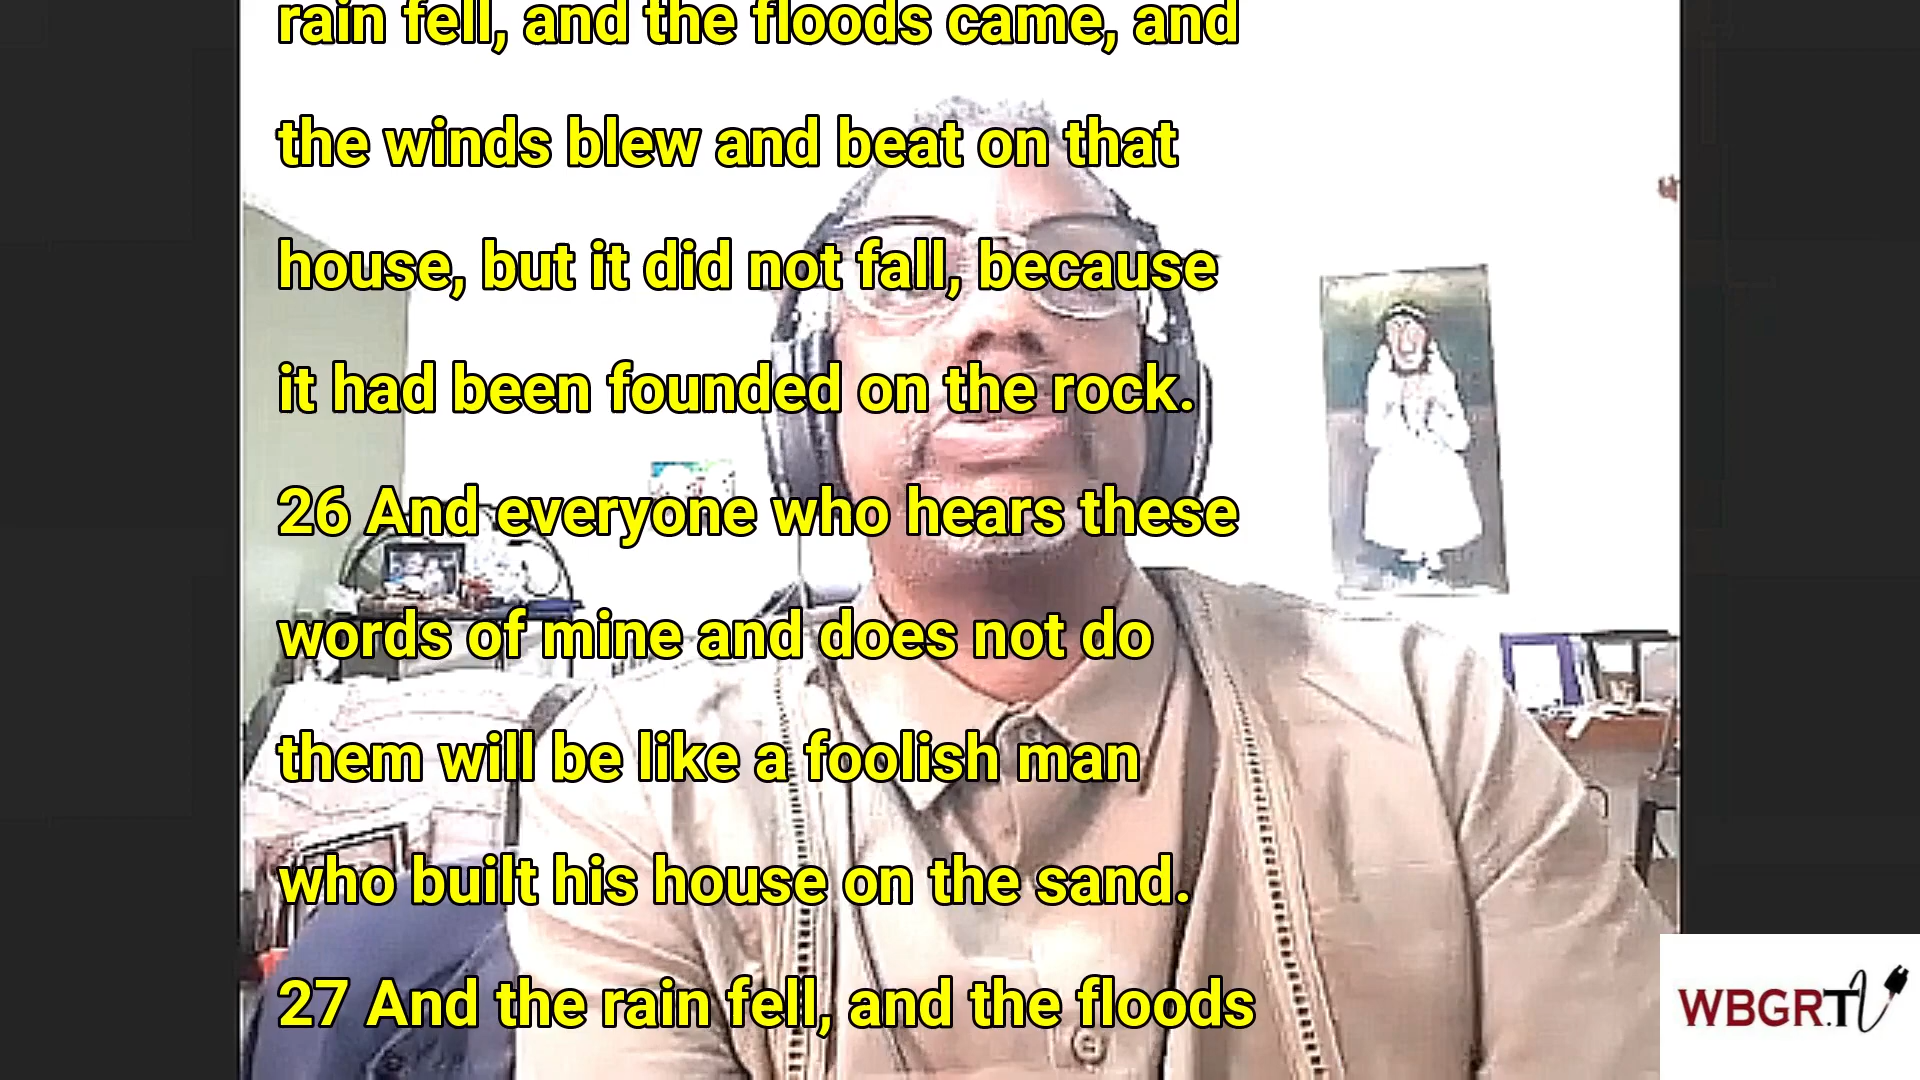 rain fell, and the floods came, and
the winds blew and beat on that
house, but it did not fall, because
it had been founded on the rock.
26 And everyone who hears these
words of mine and does not do
them will be like a foolish man
who built his house on the sand.
27 And the rain fell, and the floods
WBGR.TV